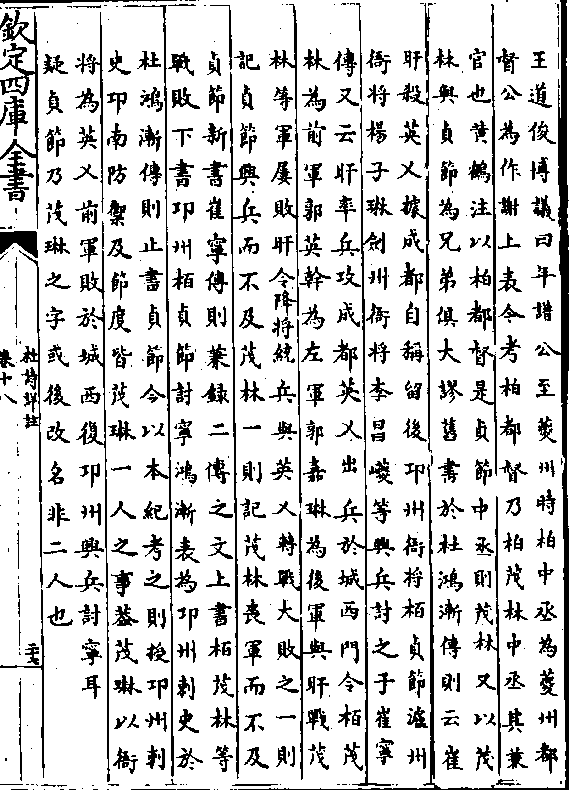 王道俊博議曰年譜公至夔州時柏中丞為夔州都
督公為作謝上表今考柏都督乃柏茂林中丞其兼
官也黄鶴注以柏都督是貞節中丞則茂林又以茂
林與貞節為兄弟俱大謬舊書於杜鴻漸傳則云崔
旰殺英乂據成都自稱留後邛州衙將栢貞節瀘州
衙將楊子琳劍州衙將李昌巙等興兵討之于崔寧
傳又云旰率兵攻成都英乂出兵於城西門令栢茂
林為前軍郭英幹為左軍郭嘉琳為後軍與旰戰茂
林等軍屢敗旰令降將統兵與英乂轉戰大敗之一則
記貞節興兵而不及茂林一則記茂林喪軍而不及
貞節新書崔寧傳則兼録二傳之文上書栢茂林等
戰敗下書邛州栢貞節討寧鴻漸表為邛州刺史於
杜鴻漸傳則止書貞節今以本紀考之則授邛州刺
史邛南防禦及節度皆茂琳一人之事蓋茂琳以衙
將為英乂前軍敗於城西復邛州興兵討寧耳
疑貞節乃茂琳之字或後改名非二人也
欽定四庫全書
杜詩詳註
卷十八